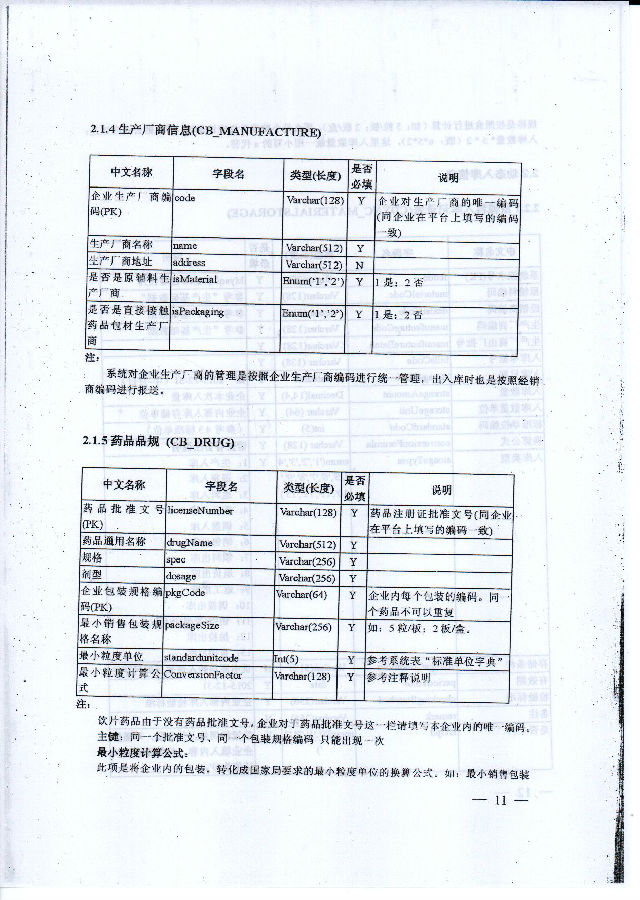 2.1.4 生产厂商信息(CB_MANUFACTURE)
中文名称 字段名 类型(长度) 是否必填 说明
企业生产厂商编 code Varchar(128) Y 企业对生产厂商的唯一编码
码(PK) (同企业在平台上填写的编码
一致)
生产厂商名称 name Varchar(512) Y
生产厂商地址 address Varchar(512) N
是否是原辅料生 isMaterial Enum('1','2') Y 1 是；2 否
产厂商
是否是直接接触 isPackaging Enum('1','2') Y 1 是；2 否
药品包材生产厂
商
注：
系统对企业生产厂商的管理是按照企业生产厂商编码进行统一管理，出入库时也是按照经销
商编码进行报送。
2.1.5 药品品规 (CB_DRUG)
中文名称 字段名 类型(长度) 是否必填 说明
药品批准文号 licenseNumber Varchar(128) Y 药品注册证批准文号(同企业
(PK) 在平台上填写的编码一致)
药品通用名称 drugName Varchar(512) Y
规格 spec Varchar(256) Y
剂型 dosage Varchar(256) Y
企业包装规格编 pkgCode Varchar(64) Y 企业内每个包装的编码。同一
码(PK) 个药品不可以重复
最小销售包装规 packageSize Varchar(256) Y 如：5 粒/板；2 板/盒。
格名称
最小粒度单位 standardunitcode Int(5) Y 参考系统表“标准单位字典”
最小粒度计算公 ConversionFactor Varchar(128) Y 参考注释说明
式
注：
饮片药品由于没有药品批准文号，企业对于药品批准文号这一栏请填写本企业内的唯一编码。
主键：同一个批准文号、同一个包装规格编码 只能出现一次
最小粒度计算公式：
此项是将企业内的包装，转化成国家局要求的最小粒度单位的换算公式。如：最小销售包装
— 11 —